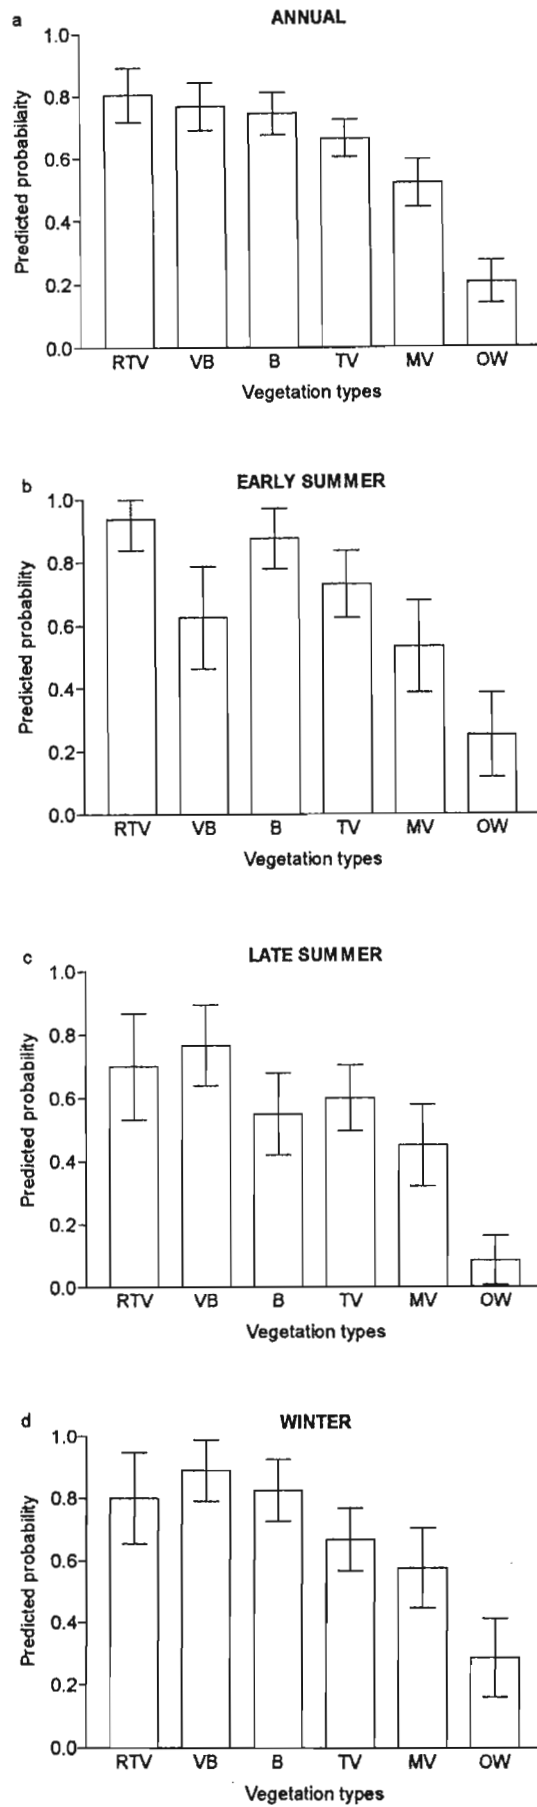 a
ANNUAL
Predicted probabilaity
1.0
0.8
0.6
0.4
0.2
0.0
RTV VB B TV MV OW
Vegetation types
b
EARLY SUMMER
Predicted probability
1.0
0.8
0.6
0.4
0.2
0.0
RTV VB B TV MV OW
Vegetation types
c
LATE SUMMER
Predicted probability
1.0
0.8
0.6
0.4
0.2
0.0
RTV VB B TV MV OW
Vegetation types
d
WINTER
Predicted probability
1.0
0.8
0.6
0.4
0.2
0.0
RTV VB B TV MV OW
Vegetation types